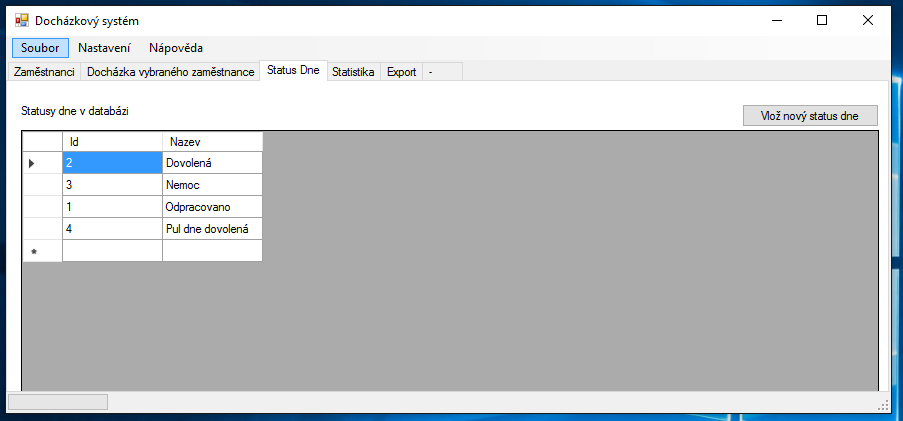 Docházkový systém
Soubor Nastavení Nápověda
Zaměstnanci Docházka vybraného zaměstnance Status Dne Statistika Export -
Statusy dne v databázi
Vlož nový status dne
Id Nazev
2 Dovolená
3 Nemoc
1 Odpracovano
4 Pul dne dovolená
*